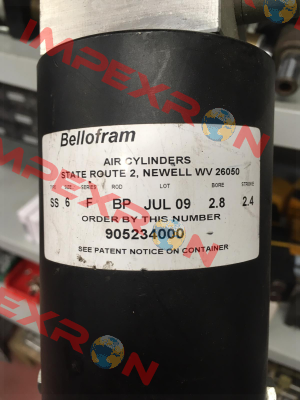 Bellofram
AIR CYLINDERS
STATE ROUTE 2, NEWELL WV 26050
SIZE SERIES ROD LOT BORE STROKE
SS 6 F BP JUL 09 2.8 2.4
ORDER BY THIS NUMBER
905234000
SEE PATENT NOTICE ON CONTAINER
IMPEXRON
IMPEXRON